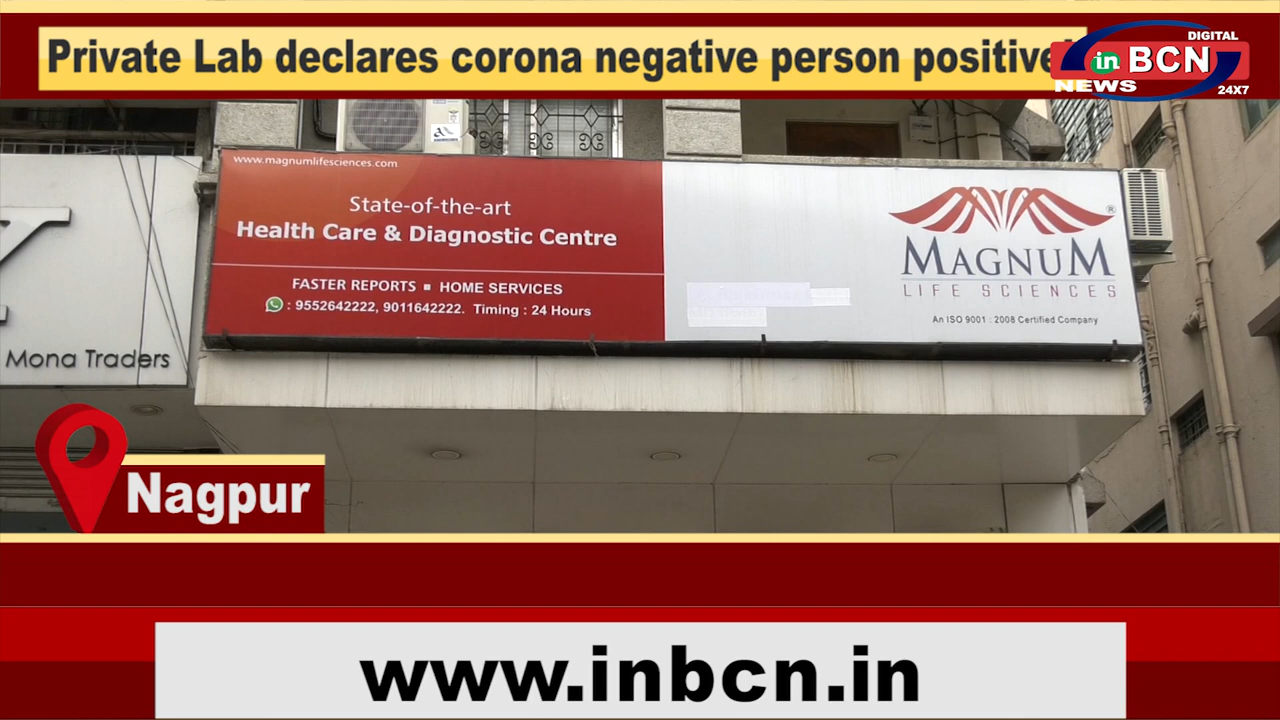 Private Lab declares corona negative person positive
DIGITAL
in BCN
NEWS
24X7
www.magnumlifesciences.com
State-of-the-art
Health Care & Diagnostic Centre
FASTER REPORTS ▪ HOME SERVICES
: 9552642222, 9011642222. Timing : 24 Hours
®
MAGNUM
LIFE SCIENCES
An ISO 9001 : 2008 Certified Company
Y
Mona Traders
Nagpur
www.inbcn.in